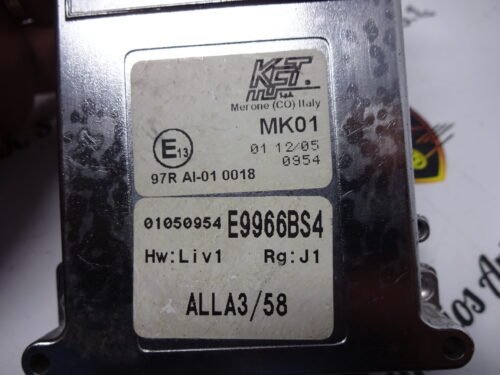 KEST
S.p.A.
Merone (CO) Italy
MK01
01 12/05
0954
E13
97R AI-01 0018
01050954 E9966BS4
Hw:Liv1 Rg:J1
ALLA3/58